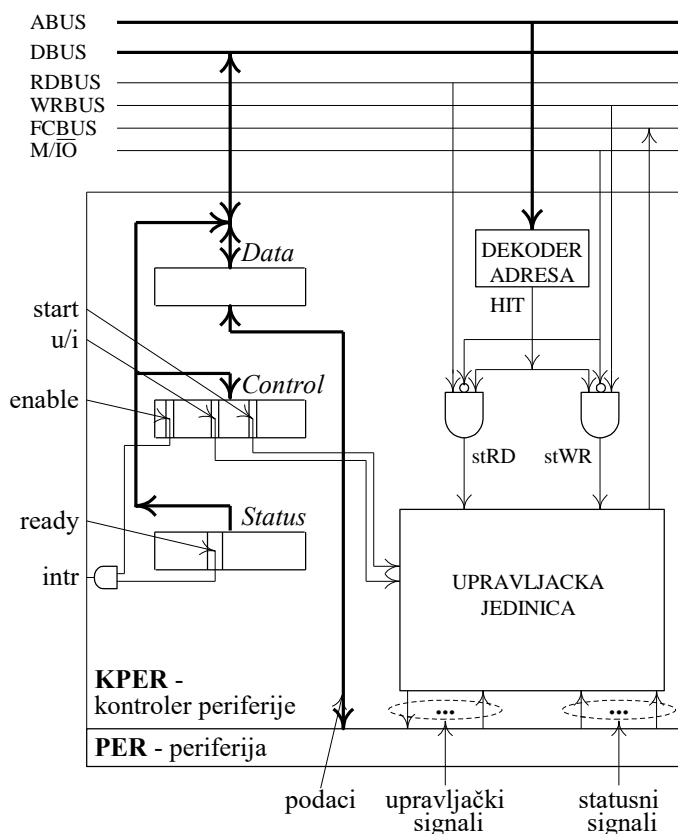 ABUS
DBUS
RDBUS
WRBUS
FCBUS
M/I̅O̅
Data
DEKODER
ADRESA
HIT
start
u/i
Control
enable
stRD
stWR
Status
ready
intr
UPRAVLJACKA
JEDINICA
KPER -
kontroler periferije
...
...
PER - periferija
podaci
upravljački
signali
statusni
signali